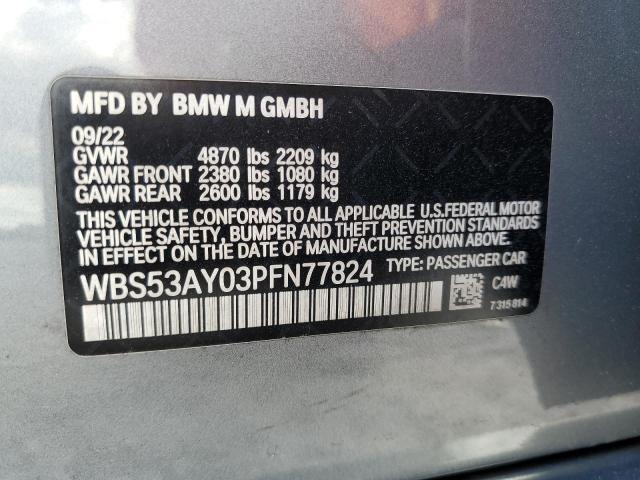 MFD BY BMW M GMBH
09/22
GVWR 4870 lbs 2209 kg
GAWR FRONT 2380 lbs 1080 kg
GAWR REAR 2600 lbs 1179 kg
THIS VEHICLE CONFORMS TO ALL APPLICABLE U.S.FEDERAL MOTOR
VEHICLE SAFETY, BUMPER AND THEFT PREVENTION STANDARDS
IN EFFECT ON THE DATE OF MANUFACTURE SHOWN ABOVE.
WBS53AY03PFN77824 TYPE: PASSENGER CAR
C4W
7315814